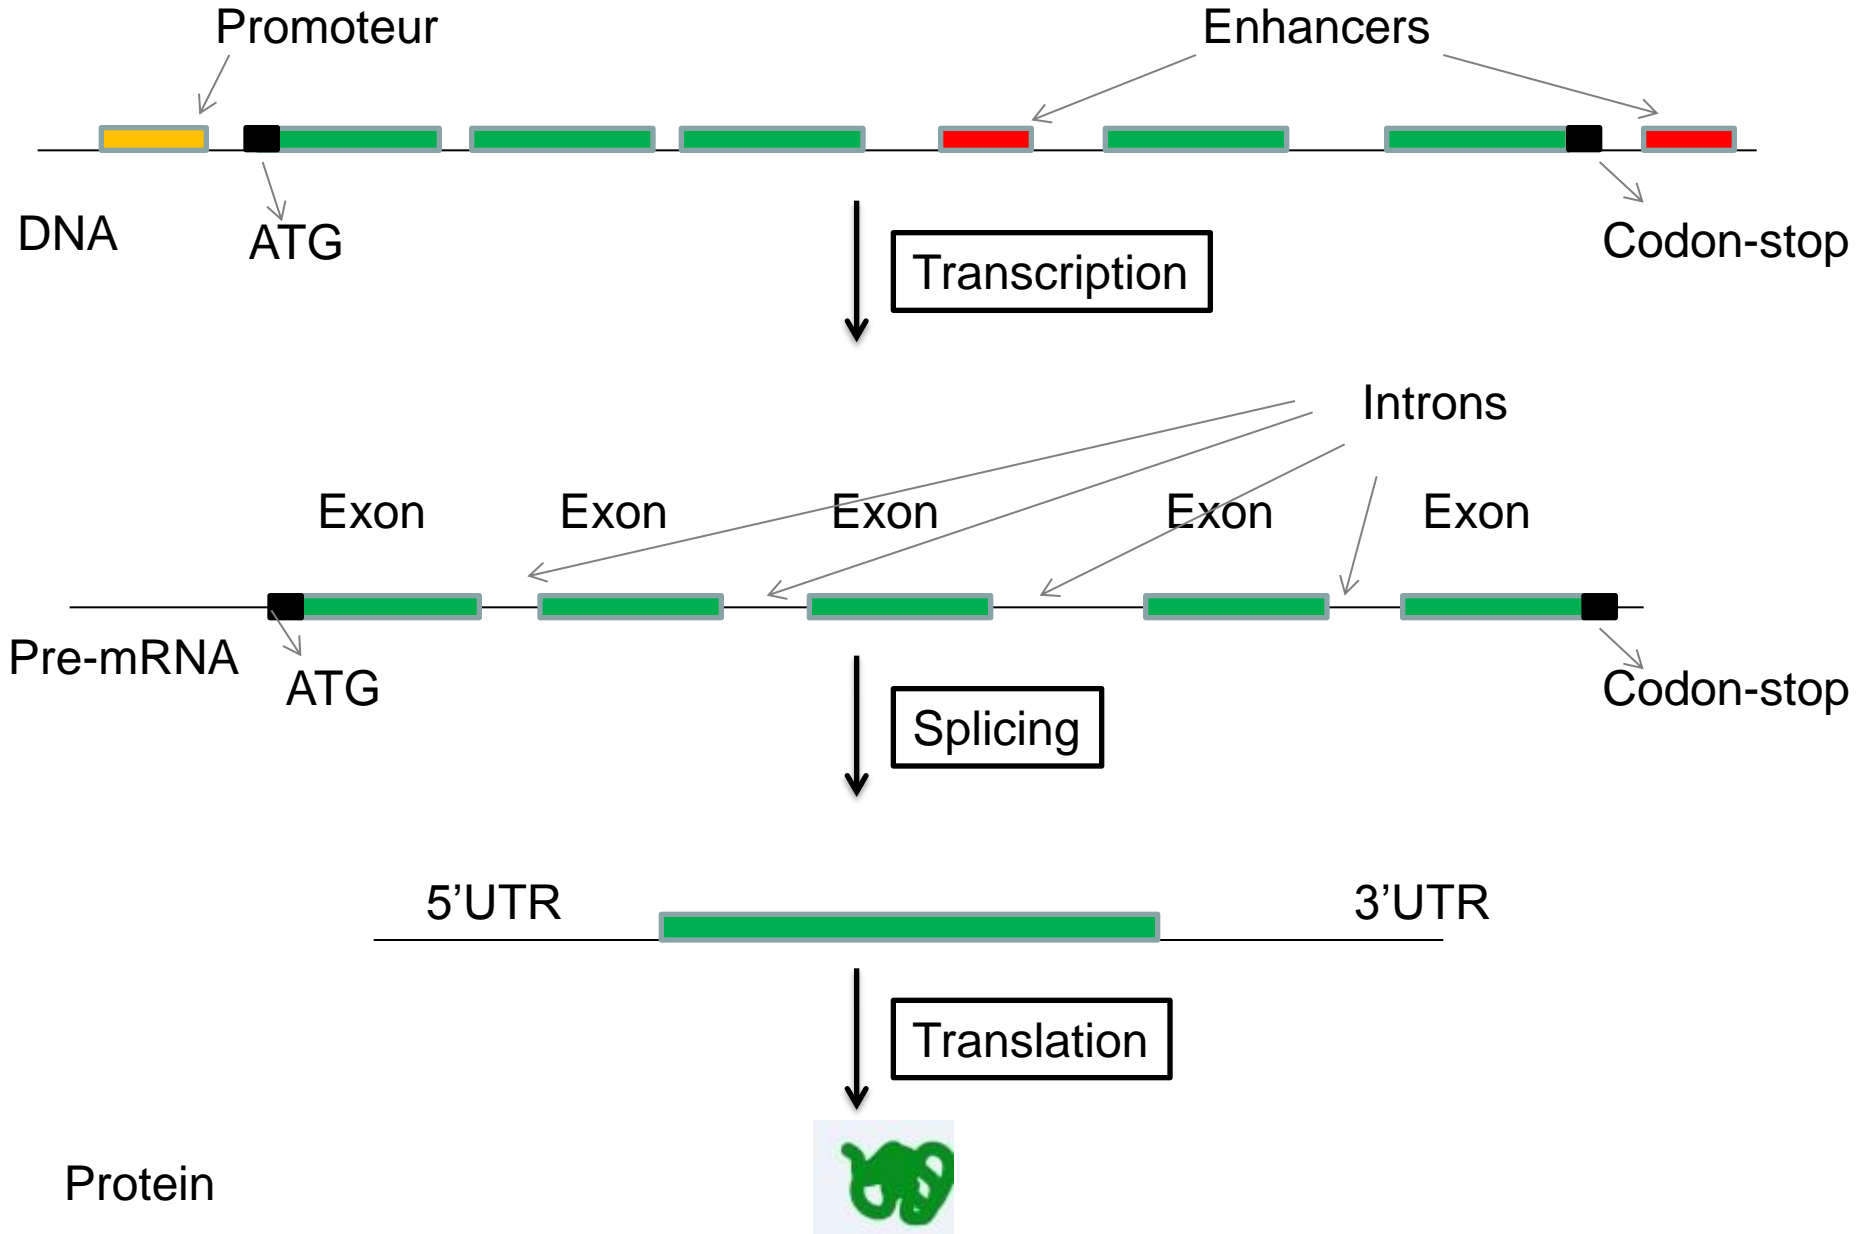 Promoteur
Enhancers
DNA
ATG
Codon-stop
Transcription
Introns
Exon
Exon
Exon
Exon
Exon
Pre-mRNA
ATG
Codon-stop
Splicing
5’UTR
3’UTR
Translation
Protein